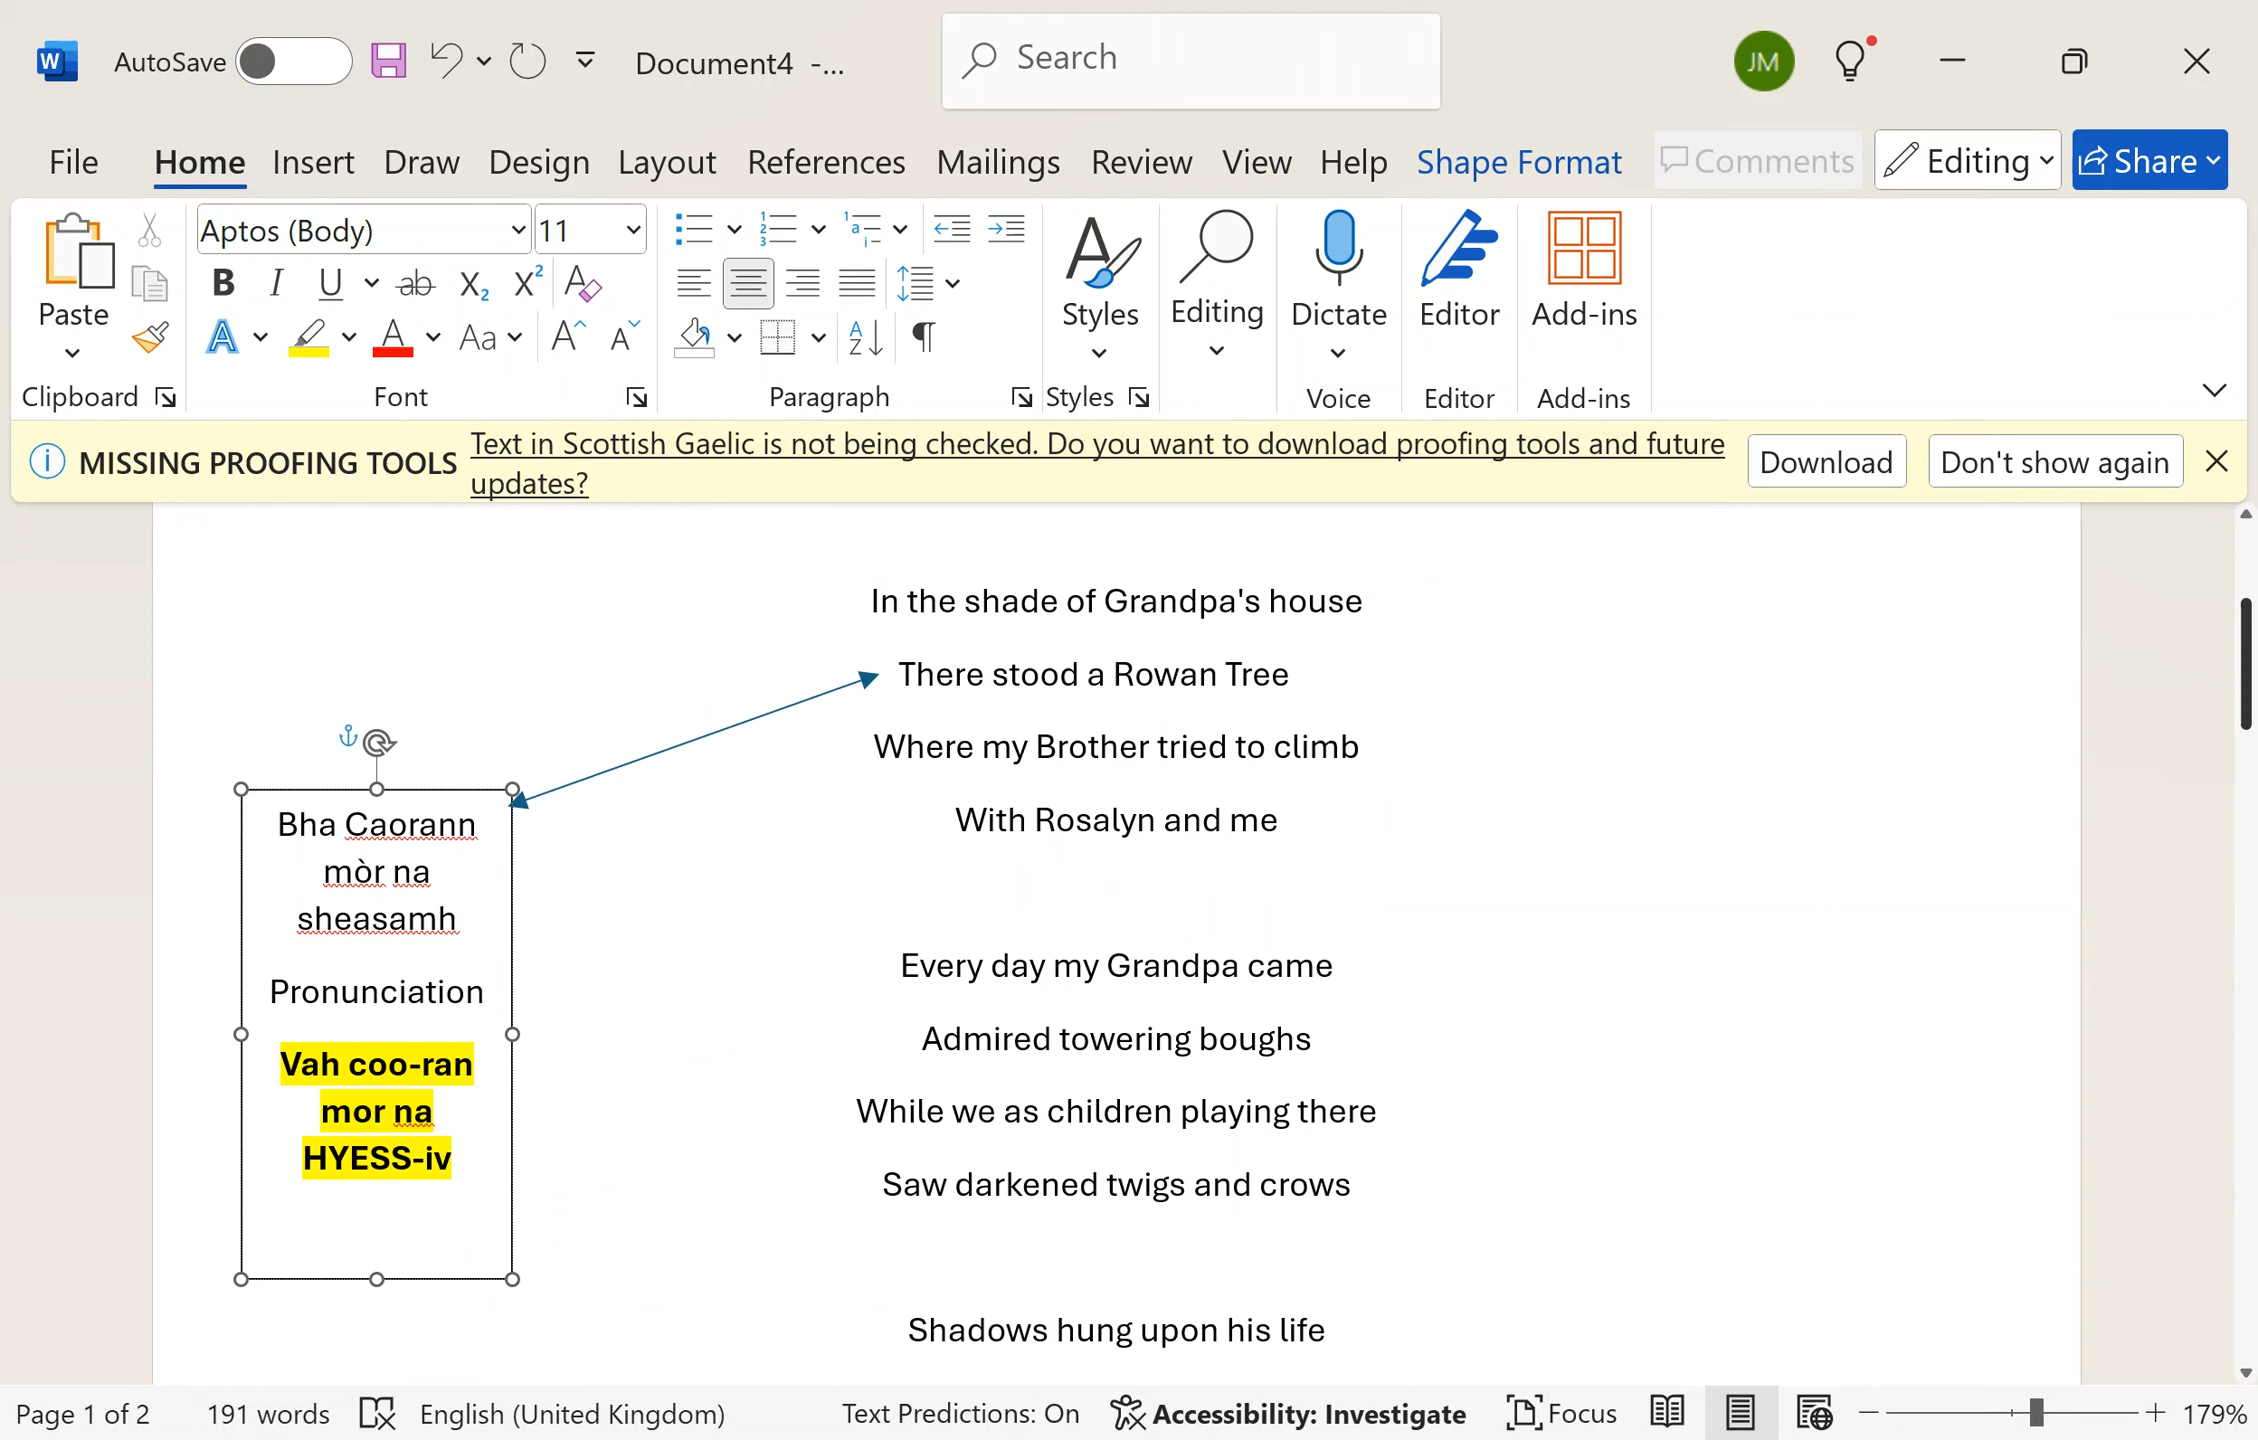 AutoSave Document4 -... Search JM
File Home Insert Draw Design Layout References Mailings Review View Help Shape Format Comments Editing Share
Paste Aptos (Body) 11 Styles Editing Dictate Editor Add-ins
Clipboard Font Paragraph Styles Voice Editor Add-ins
MISSING PROOFING TOOLS Text in Scottish Gaelic is not being checked. Do you want to download proofing tools and future
updates? Download Don't show again
In the shade of Grandpa's house
There stood a Rowan Tree
Where my Brother tried to climb
With Rosalyn and me
Bha Caorann
mòr na
sheasamh
Pronunciation
Vah coo-ran
mor na
HYESS-iv
Every day my Grandpa came
Admired towering boughs
While we as children playing there
Saw darkened twigs and crows
Shadows hung upon his life
Page 1 of 2 191 words English (United Kingdom) Text Predictions: On Accessibility: Investigate Focus 179%